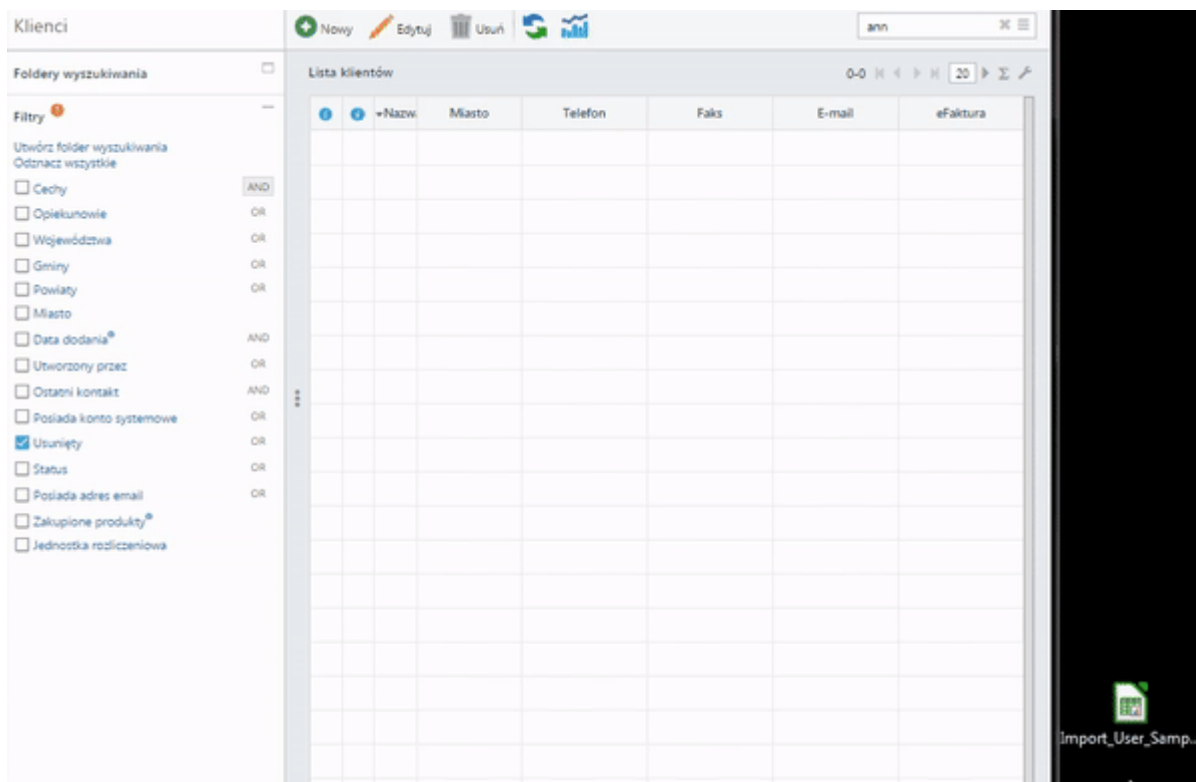 Klienci
Nowy Edytuj Usuń ann
Foldery wyszukiwania
Lista klientów 0-0 20 Σ
Filtry
Nazw. Miasto Telefon Faks E-mail eFaktura
Utwórz folder wyszukiwania
Odznacz wszystkie
Cechy AND
Opiekunowie OR
Województwa OR
Gminy OR
Powiaty OR
Miasto
Data dodania AND
Utworzony przez OR
Ostatni kontakt AND
Posiada konto systemowe OR
Usunięty OR
Status OR
Posiada adres email OR
Zakupione produkty
Jednostka rozliczeniowa
Import_User_Samp...